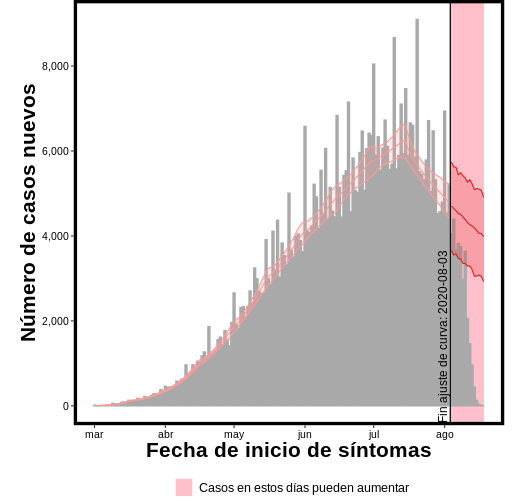 Número de casos nuevos
8,000
6,000
4,000
2,000
0
Fin ajuste de curva: 2020-08-03
mar abr may jun jul ago
Fecha de inicio de síntomas
Casos en estos días pueden aumentar